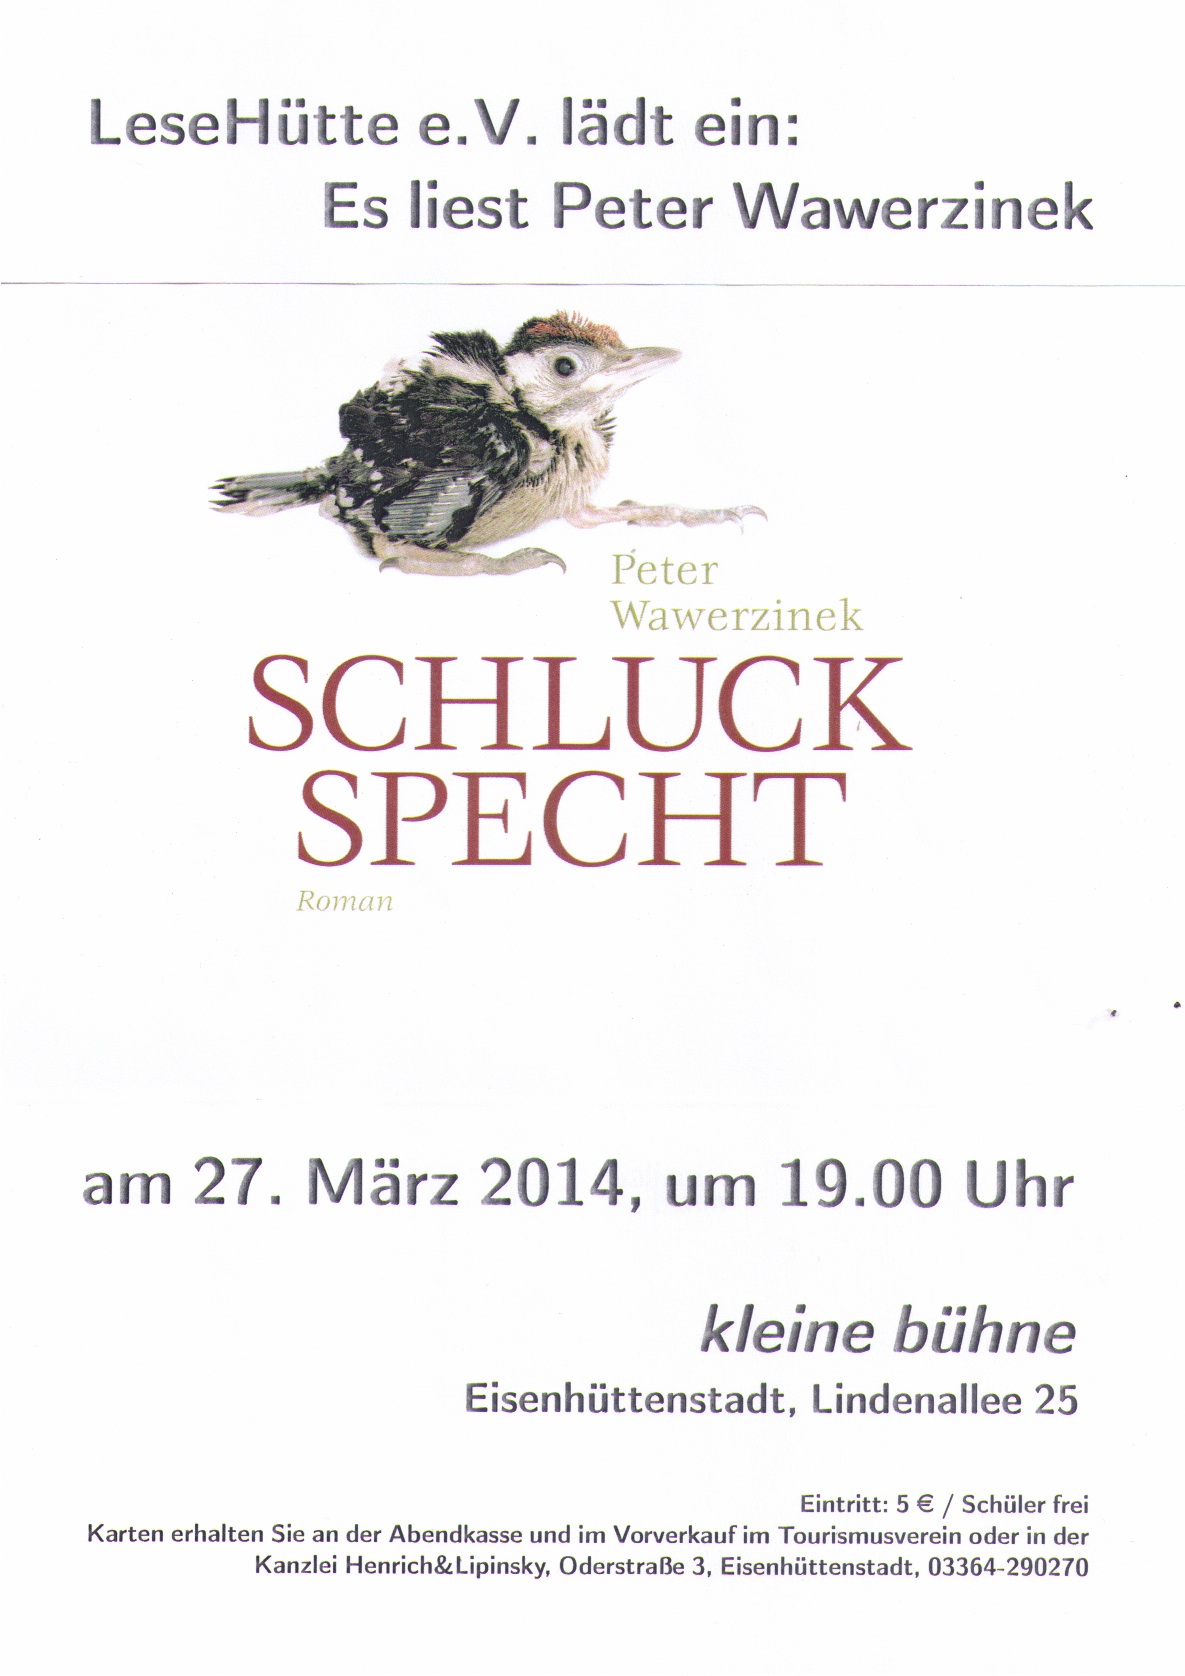 LeseHütte e.V. lädt ein:
Es liest Peter Wawerzinek
Peter
Wawerzinek
SCHLUCK
SPECHT
Roman
am 27. März 2014, um 19.00 Uhr
kleine bühne
Eisenhüttenstadt, Lindenallee 25
Eintritt: 5 € / Schüler frei
Karten erhalten Sie an der Abendkasse und im Vorverkauf im Tourismusverein oder in der
Kanzlei Henrich&Lipinsky, Oderstraße 3, Eisenhüttenstadt, 03364-290270